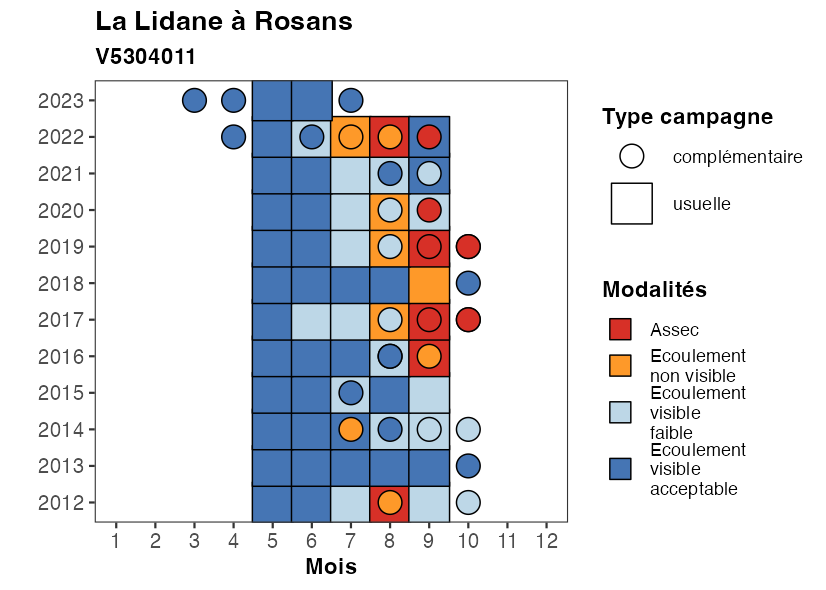 La Lidane à Rosans
V5304011
2023
2022
2021
2020
2019
2018
2017
2016
2015
2014
2013
2012
1 2 3 4 5 6 7 8 9 10 11 12
Mois
Type campagne
complémentaire
usuelle
Modalités
Assec
Ecoulement
non visible
Ecoulement
visible
faible
Ecoulement
visible
acceptable